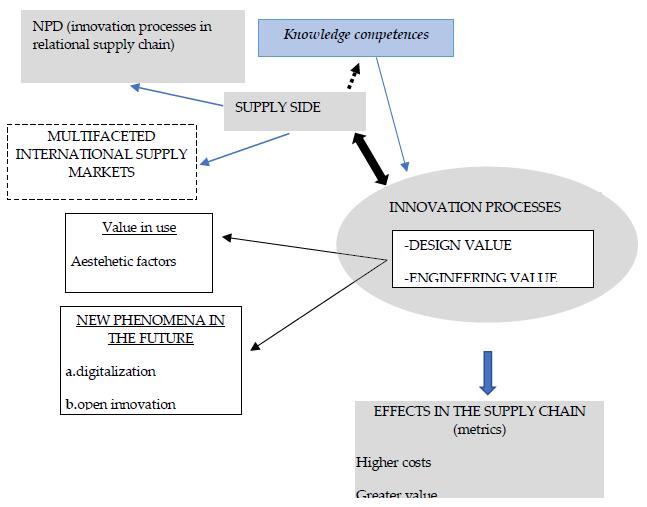 NPD (innovation processes in
relational supply chain)
Knowledge competences
SUPPLY SIDE
MULTIFACETED
INTERNATIONAL SUPPLY
MARKETS
INNOVATION PROCESSES
-DESIGN VALUE
-ENGINEERING VALUE
Value in use
Aestehetic factors
NEW PHENOMENA IN
THE FUTURE
a.digitalization
b.open innovation
EFFECTS IN THE SUPPLY CHAIN
(metrics)
Higher costs
Greater value